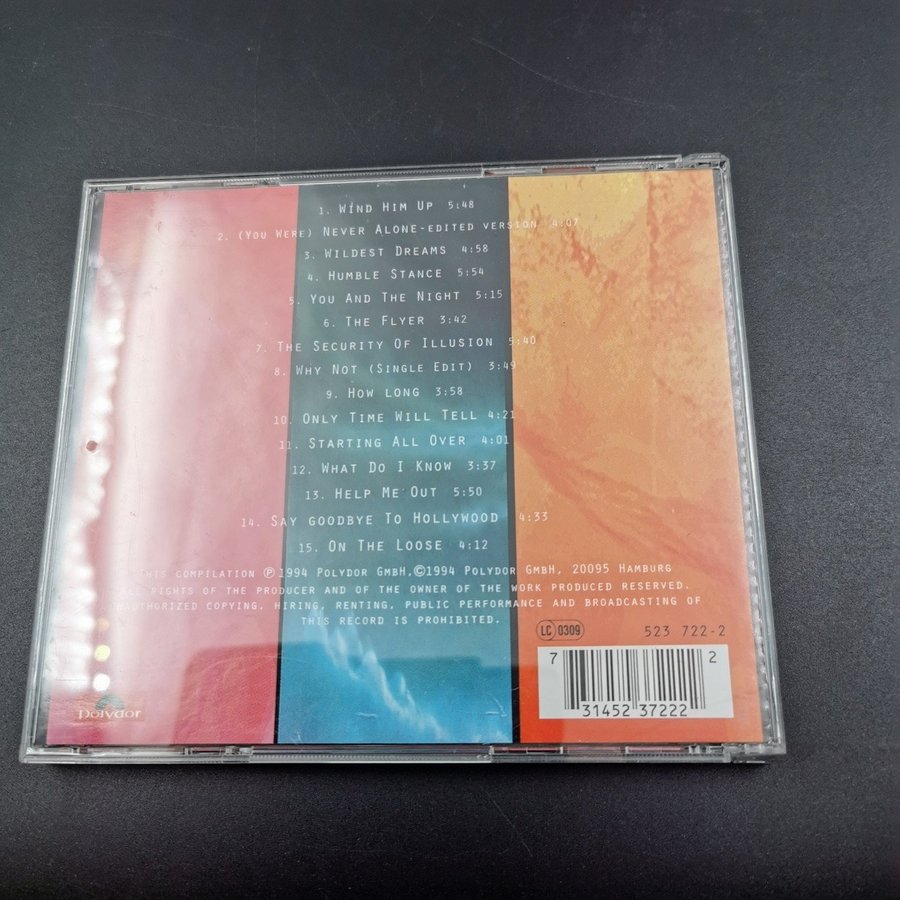 1. WIND HIM UP 5:48
2. (YOU WERE) NEVER ALONE-EDITED VERSION 4:07
3. WILDEST DREAMS 4:58
4. HUMBLE STANCE 5:54
5. YOU AND THE NIGHT 5:15
6. THE FLYER 3:42
7. THE SECURITY OF ILLUSION 5:40
8. WHY NOT (SINGLE EDIT) 3:49
9. HOW LONG 3:58
10. ONLY TIME WILL TELL 4:21
11. STARTING ALL OVER 4:01
12. WHAT DO I KNOW 3:37
13. HELP ME OUT 5:50
14. SAY GOODBYE TO HOLLYWOOD 4:33
15. ON THE LOOSE 4:12
THIS COMPILATION ℗1994 POLYDOR GMBH,©1994 POLYDOR GMBH, 20095 HAMBURG
ALL RIGHTS OF THE PRODUCER AND OF THE OWNER OF THE WORK PRODUCED RESERVED.
UNAUTHORIZED COPYING, HIRING, RENTING, PUBLIC PERFORMANCE AND BROADCASTING OF
THIS RECORD IS PROHIBITED.
LC 0309 523 722-2
7 31452 37222 2
Polydor